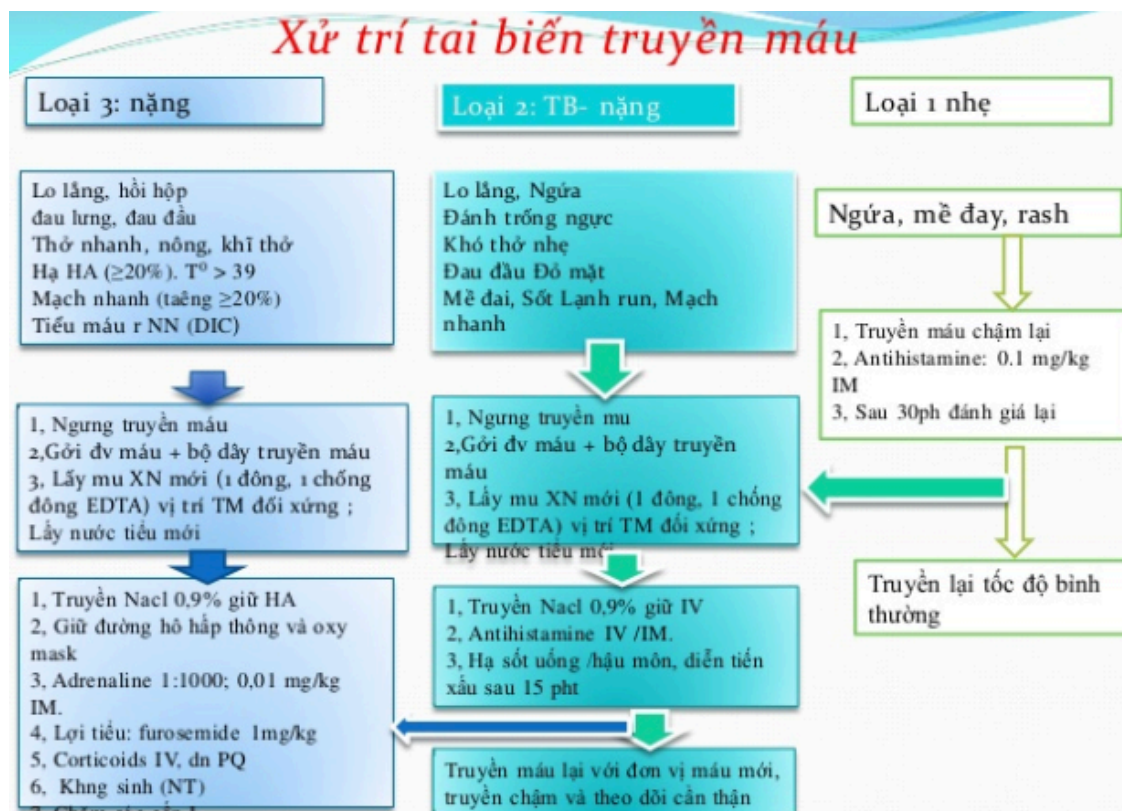 Xử trí tai biến truyền máu
Loại 3: nặng
Lo lắng, hồi hộp
đau lưng, đau đầu
Thở nhanh, nông, khĩ thở
Hạ HA (≥20%). T⁰ > 39
Mạch nhanh (taêng ≥20%)
Tiểu máu r NN (DIC)
1, Ngưng truyền máu
2,Gởi đv máu + bộ dây truyền máu
3, Lấy mu XN mới (1 đông, 1 chống
đông EDTA) vị trí TM đối xứng ;
Lấy nước tiểu mới
1, Truyền Nacl 0,9% giữ HA
2, Giữ đường hô hấp thông và oxy
mask
3, Adrenaline 1:1000; 0,01 mg/kg
IM.
4, Lợi tiểu: furosemide 1mg/kg
5, Corticoids IV, dn PQ
6, Khng sinh (NT)
Loại 2: TB- nặng
Lo lắng, Ngứa
Đánh trống ngực
Khó thở nhẹ
Đau đầu Đỏ mặt
Mề đai, Sốt Lạnh run, Mạch
nhanh
1, Ngưng truyền mu
2,Gởi đv máu + bộ dây truyền
máu
3, Lấy mu XN mới (1 đông, 1 chống
đông EDTA) vị trí TM đối xứng ;
Lấy nước tiểu mới
1, Truyền Nacl 0,9% giữ IV
2, Antihistamine IV /IM.
3, Hạ sốt uống /hậu môn, diễn tiến
xấu sau 15 pht
Truyền máu lại với đơn vị máu mới,
truyền chậm và theo dõi cẩn thận
Loại 1 nhẹ
Ngứa, mề đay, rash
1, Truyền máu chậm lại
2, Antihistamine: 0.1 mg/kg
IM
3, Sau 30ph đánh giá lại
Truyền lại tốc độ bình
thường